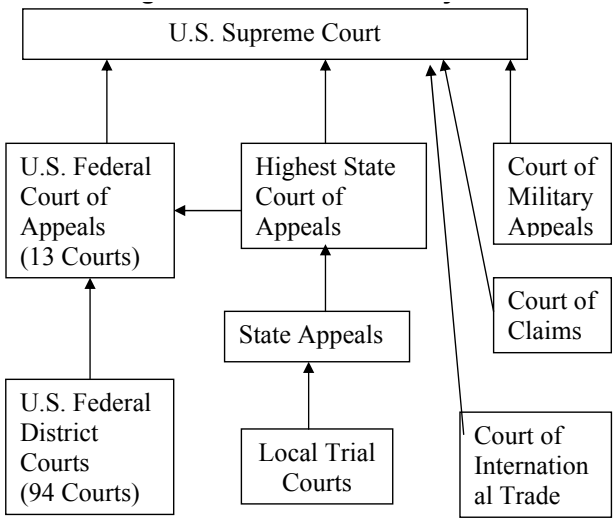 U.S. Supreme Court
U.S. Federal
Court of
Appeals
(13 Courts)
Highest State
Court of
Appeals
Court of
Military
Appeals
Court of
Claims
State Appeals
U.S. Federal
District
Courts
(94 Courts)
Local Trial
Courts
Court of
Internation
al Trade